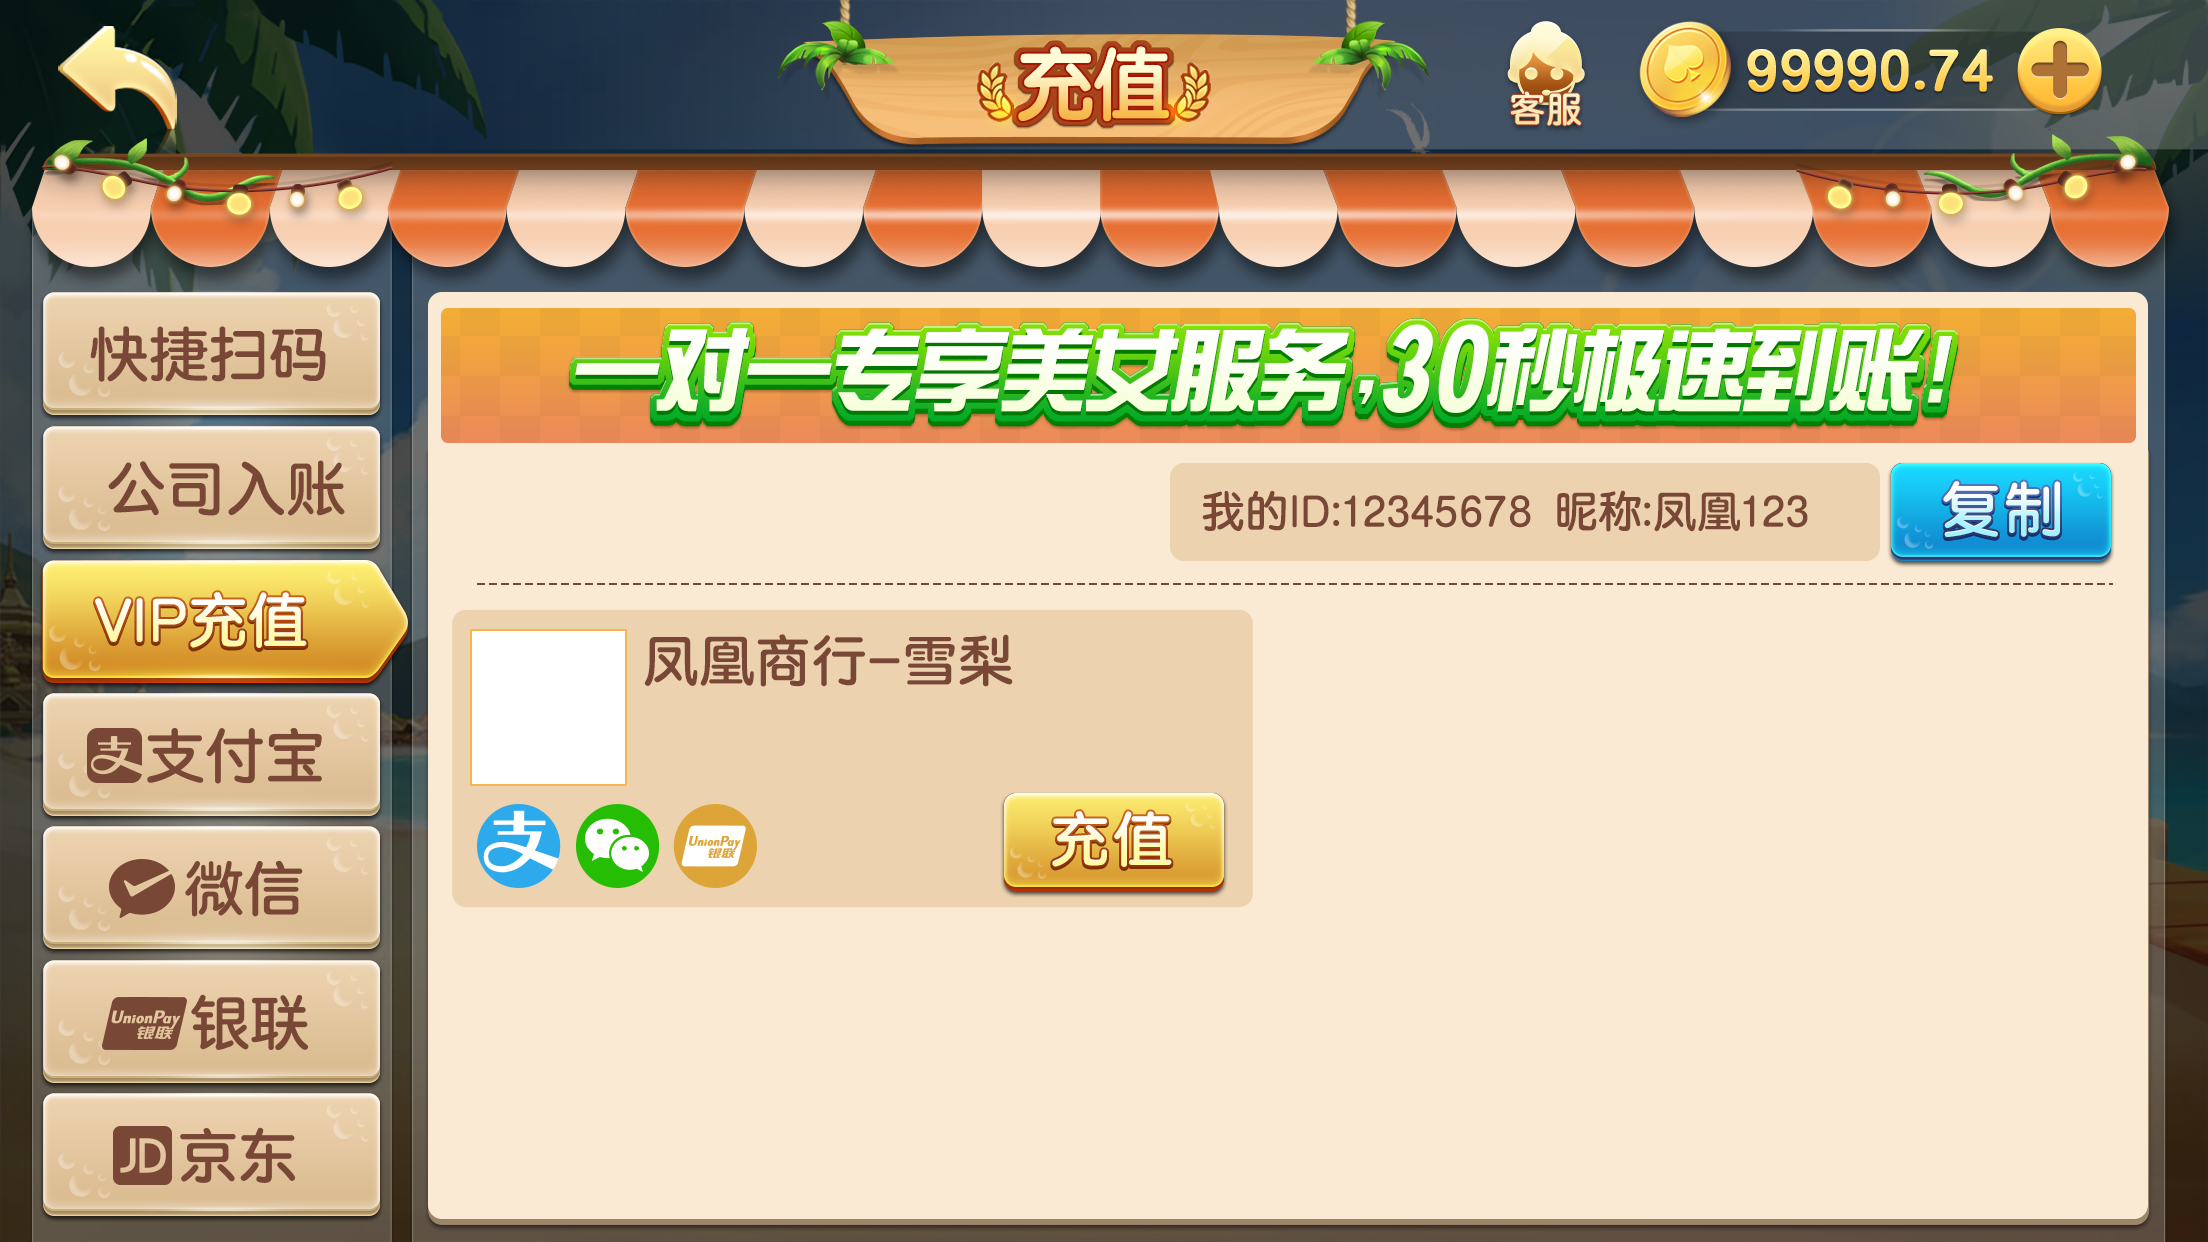 充值
客服
99990.74
快捷扫码
公司入账
VIP充值
支付宝
微信
UnionPay
银联
银联
JD京东
一对一专享美女服务,30秒极速到账!
我的ID:12345678 昵称:凤凰123
复制
凤凰商行-雪梨
支
UnionPay
银联
充值